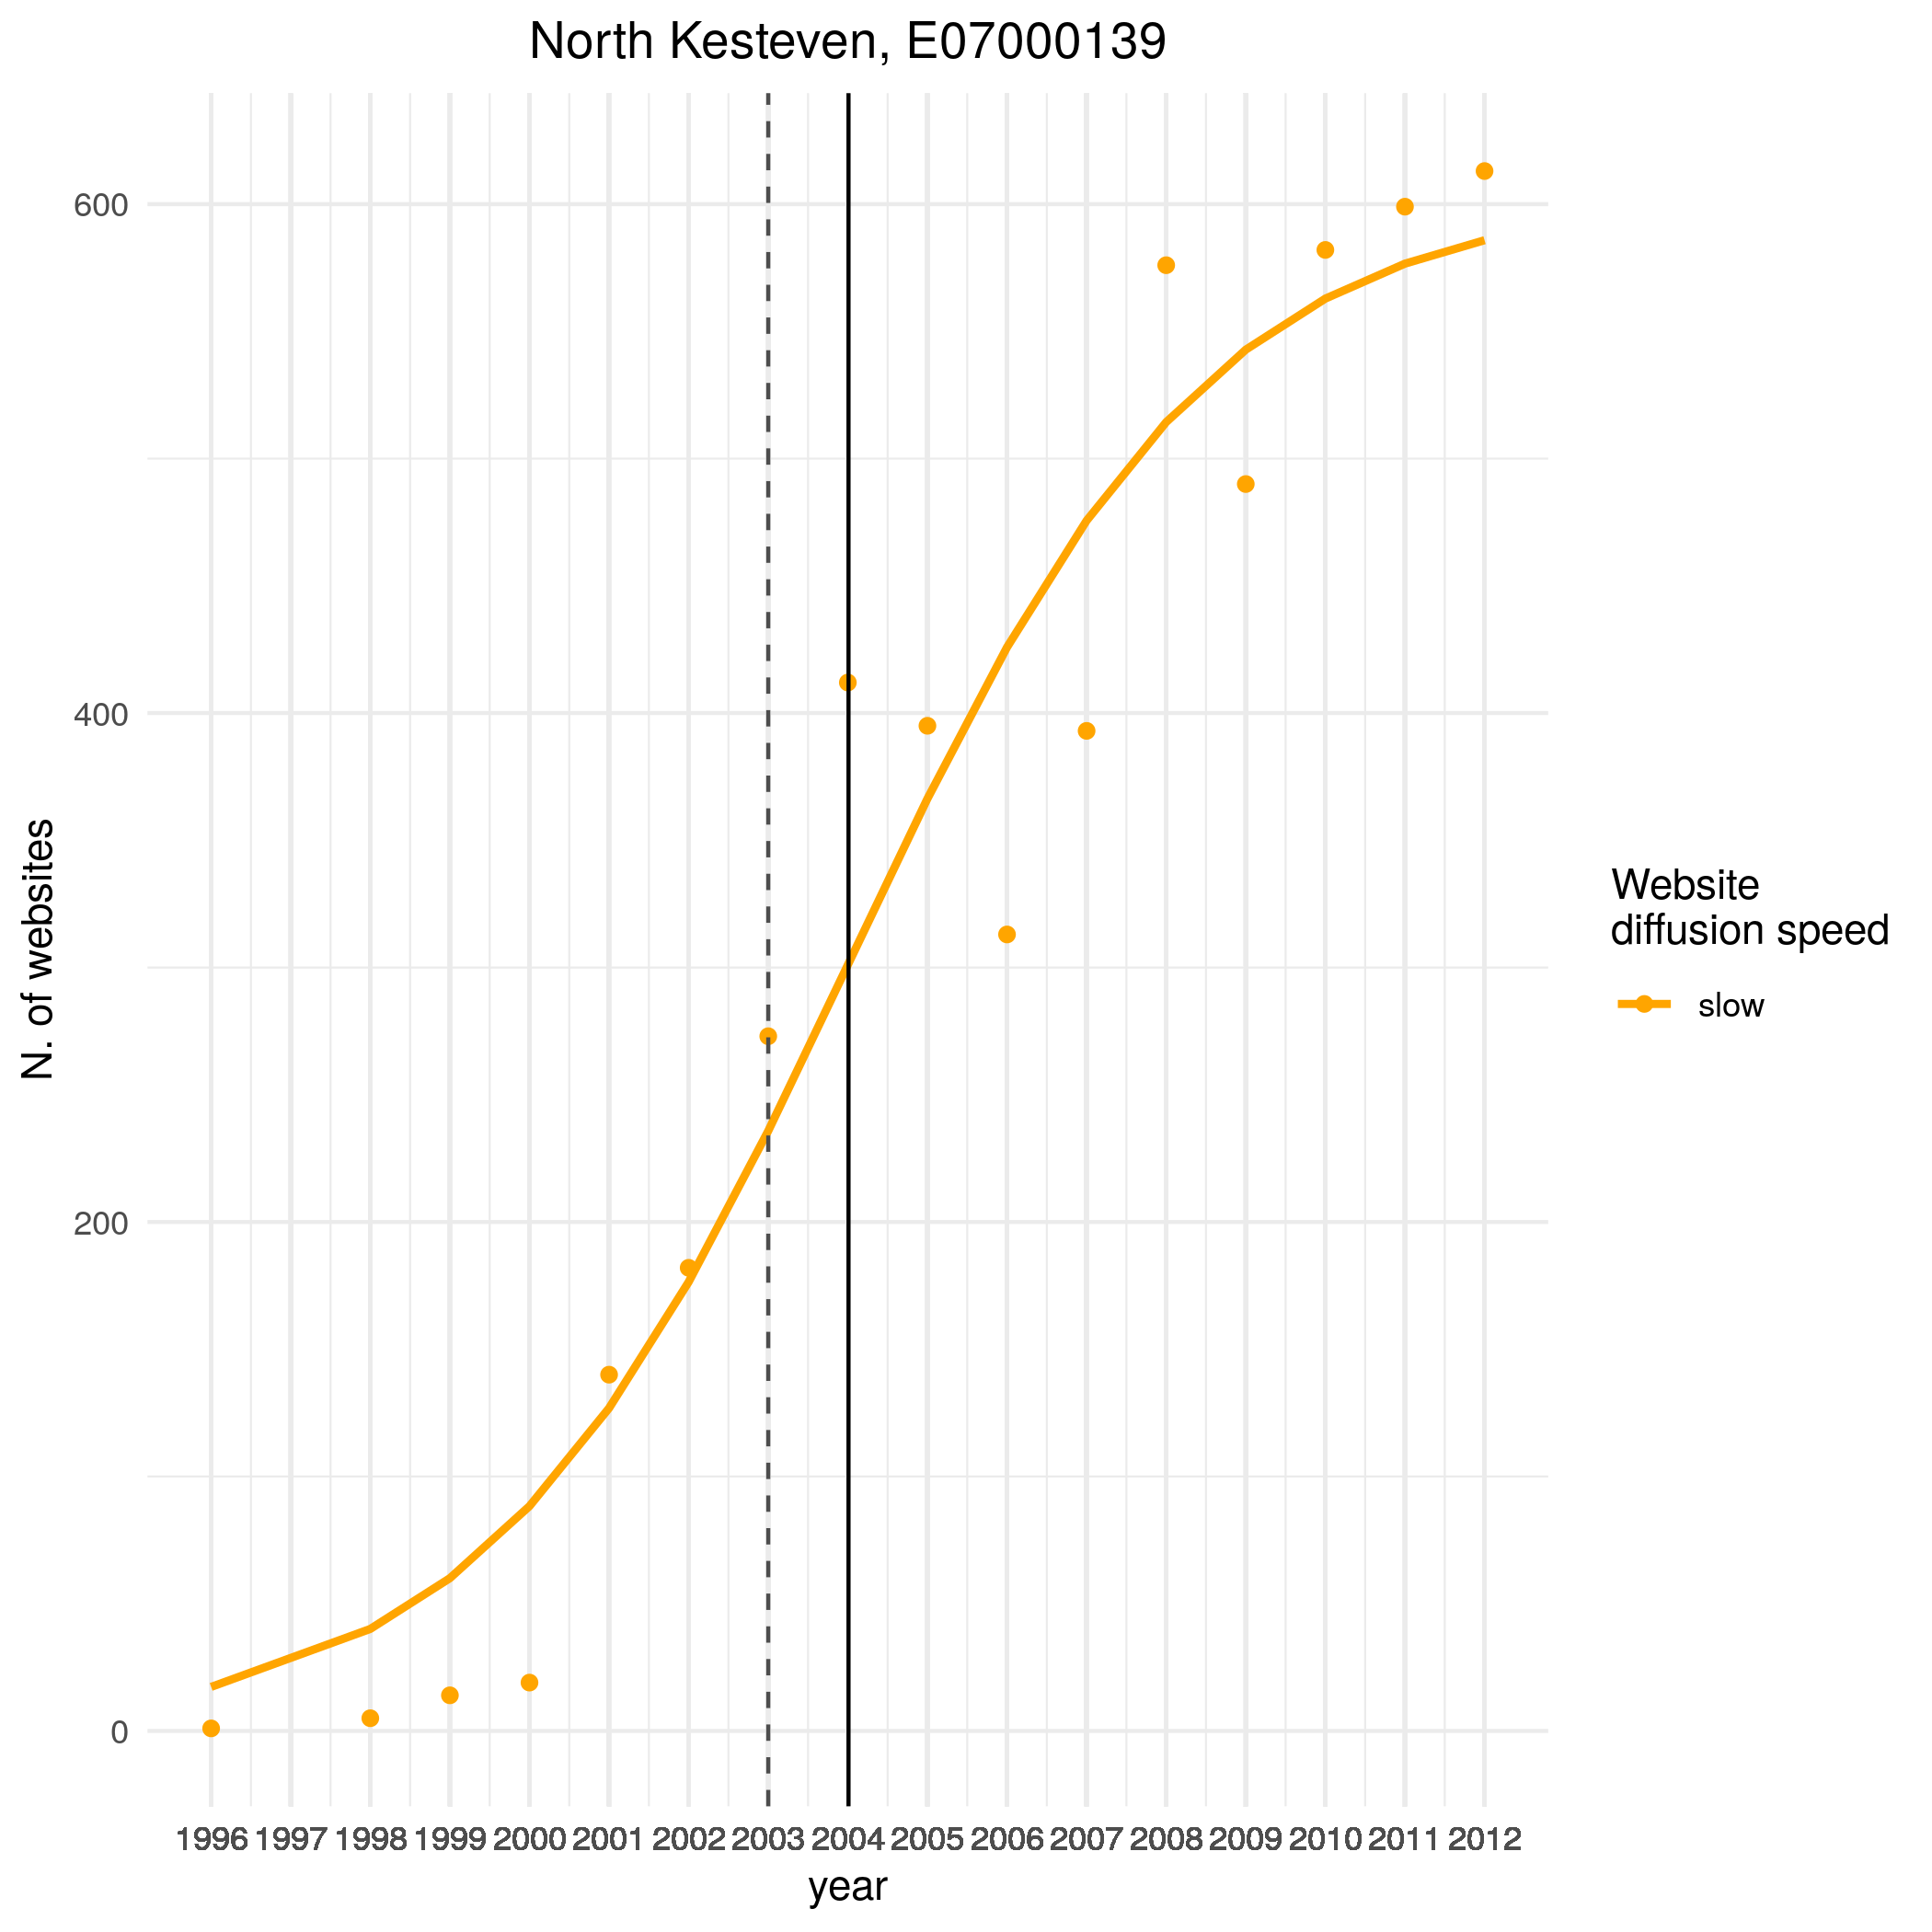 North Kesteven, E07000139
600
400
200
0
N. of websites
1996 1997 1998 1999 2000 2001 2002 2003 2004 2005 2006 2007 2008 2009 2010 2011 2012
year
Website
diffusion speed
slow